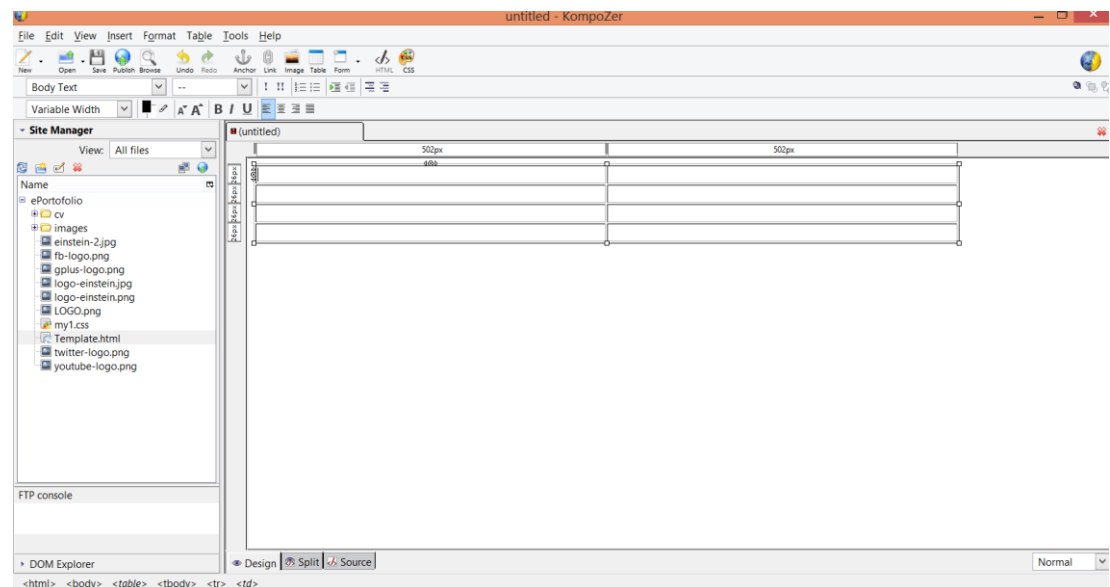 untitled - KompoZer
File Edit View Insert Format Table Tools Help
New Open Save Publish Browse Undo Redo Anchor Link Image Table Form HTML CSS
Body Text --
Variable Width B I U
Site Manager
(untitled)
View: All files
502px 502px
Name
ePortofolio
cv
images
einstein-2.jpg
fb-logo.png
gplus-logo.png
logo-einstein.jpg
logo-einstein.png
LOGO.png
my1.css
Template.html
twitter-logo.png
youtube-logo.png
26px
26px
26px
26px
FTP console
DOM Explorer
Design Split Source Normal
<html> <body> <table> <tbody> <tr> <td>